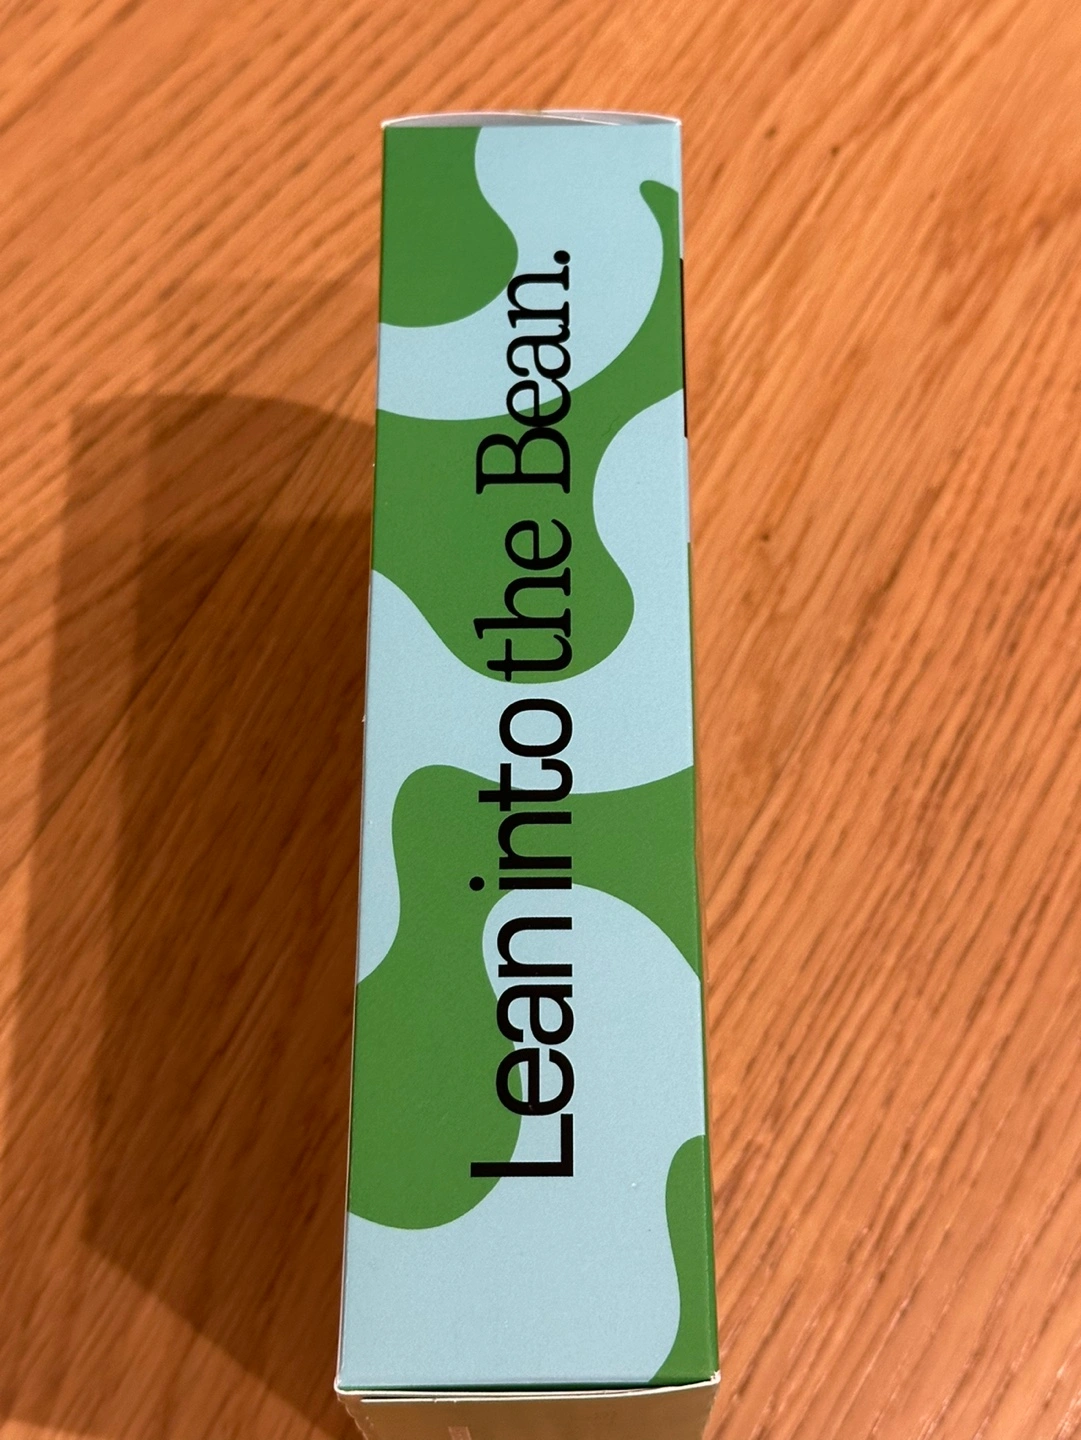 Lean into the Bean.